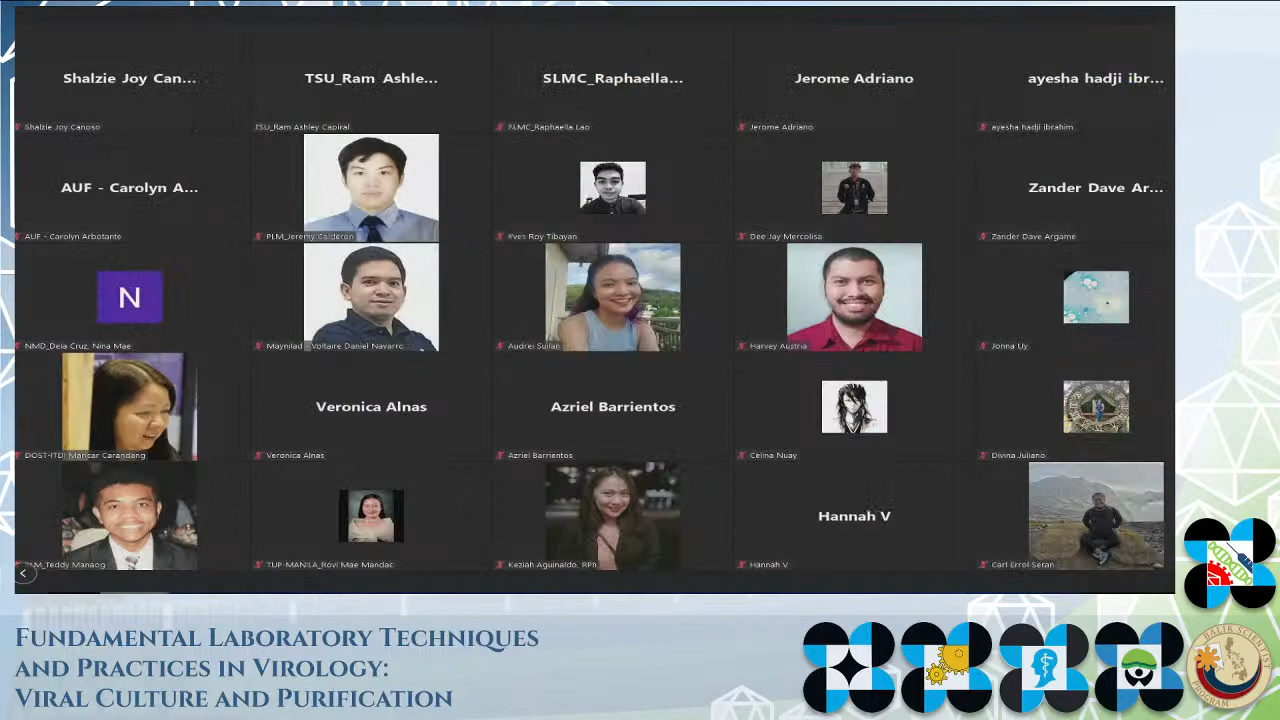 Shalzie Joy Can...
TSU_Ram Ashle...
SLMC_Raphaella...
Jerome Adriano
ayesha hadji ibr...
Shalzie Joy Canoso
TSU_Ram Ashley Capiral
SLMC_Raphaella Lao
Jerome Adriano
ayesha hadji ibrahim
AUF - Carolyn A...
Zander Dave Ar...
AUF - Carolyn Arbotante
PLM_Jeremy Calderon
Yves Roy Tibayan
Dee Jay Mercolisa
Zander Dave Argame
N
NMD_Dela Cruz, Nina Mae
Maynilad - Voltaire Daniel Navarro
Audrei Suilan
Harvey Austria
Jonna Uy
Veronica Alnas
Azriel Barrientos
DOST-ITDI Maricar Carandang
Veronica Alnas
Azriel Barrientos
Celina Nuay
Divina Juliano
Hannah V
PLM_Teddy Manaog
TUP-MANILA_Rovi Mae Mandac
Keziah Aguinaldo, RPh
Hannah V
Carl Errol Seran
FUNDAMENTAL LABORATORY TECHNIQUES
AND PRACTICES IN VIROLOGY:
VIRAL CULTURE AND PURIFICATION
BALIK SCIENTIST
PROGRAM